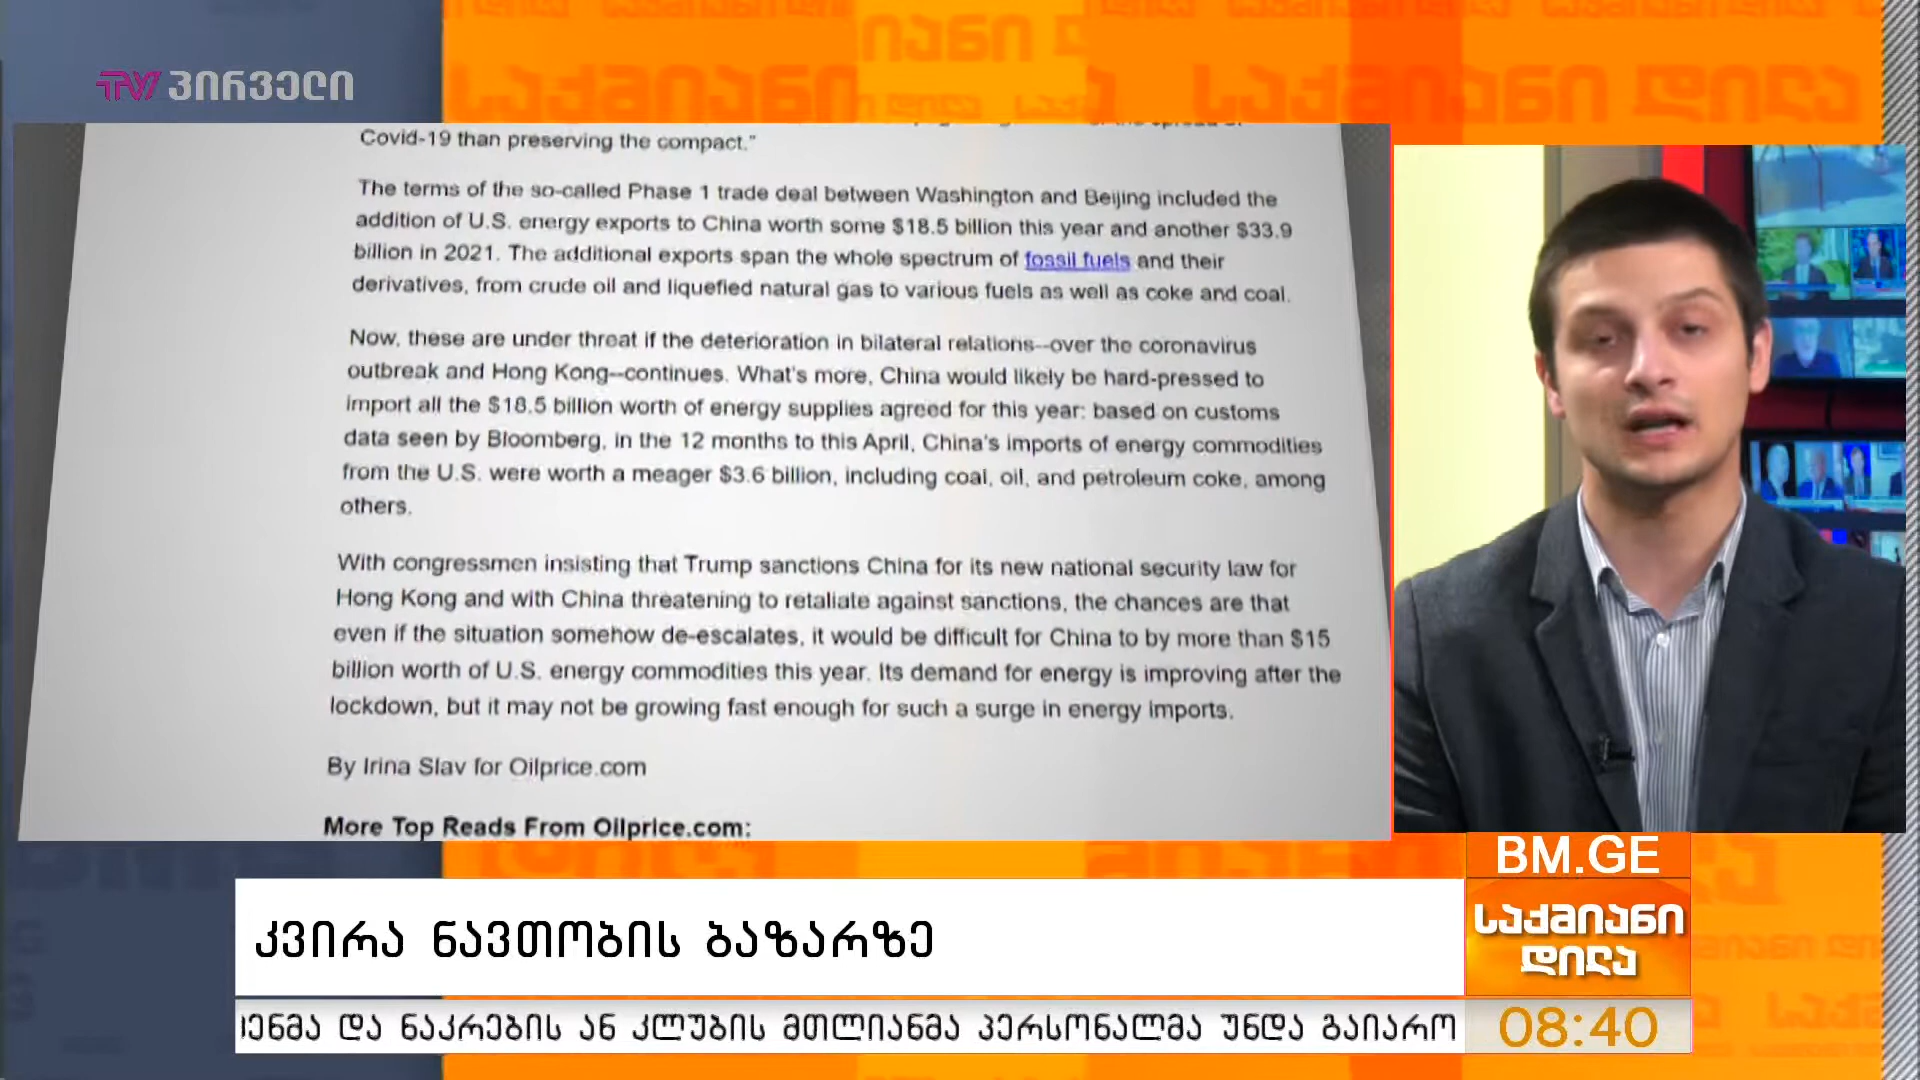 TV პირველი
Covid-19 than preserving the compact."
The terms of the so-called Phase 1 trade deal between Washington and Beijing included the
addition of U.S. energy exports to China worth some $18.5 billion this year and another $33.9
billion in 2021. The additional exports span the whole spectrum of fossil fuels and their
derivatives, from crude oil and liquefied natural gas to various fuels as well as coke and coal.
Now, these are under threat if the deterioration in bilateral relations--over the coronavirus
outbreak and Hong Kong--continues. What's more, China would likely be hard-pressed to
import all the $18.5 billion worth of energy supplies agreed for this year: based on customs
data seen by Bloomberg, in the 12 months to this April, China's imports of energy commodities
from the U.S. were worth a meager $3.6 billion, including coal, oil, and petroleum coke, among
others.
With congressmen insisting that Trump sanctions China for its new national security law for
Hong Kong and with China threatening to retaliate against sanctions, the chances are that
even if the situation somehow de-escalates, it would be difficult for China to by more than $15
billion worth of U.S. energy commodities this year. Its demand for energy is improving after the
lockdown, but it may not be growing fast enough for such a surge in energy imports.
By Irina Slav for Oilprice.com
More Top Reads From Oilprice.com:
BM.GE
საქმიანი
დილა
კვირა ნავთობის ბაზარზე
და ნაკრების ან კლუბის მთლიანმა პერსონალმა უნდა გაიარო
08:40